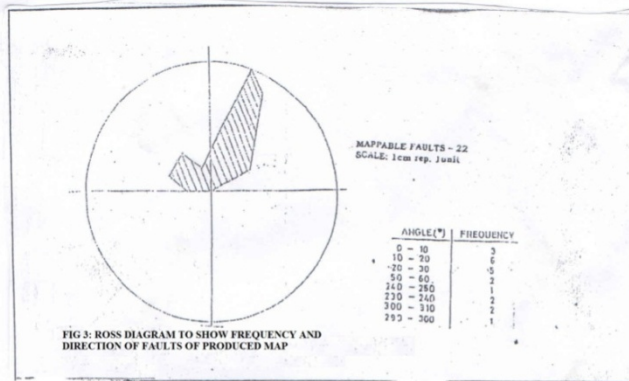 MAPPABLE FAULTS - 22
SCALE: 1cm rep. 1unit
ANGLE(°) FREQUENCY
0 - 10 3
10 - 20 6
20 - 30 5
50 - 60 2
240 - 250 1
230 - 240 2
300 - 310 2
293 - 300 1
FIG 3: ROSS DIAGRAM TO SHOW FREQUENCY AND
DIRECTION OF FAULTS OF PRODUCED MAP